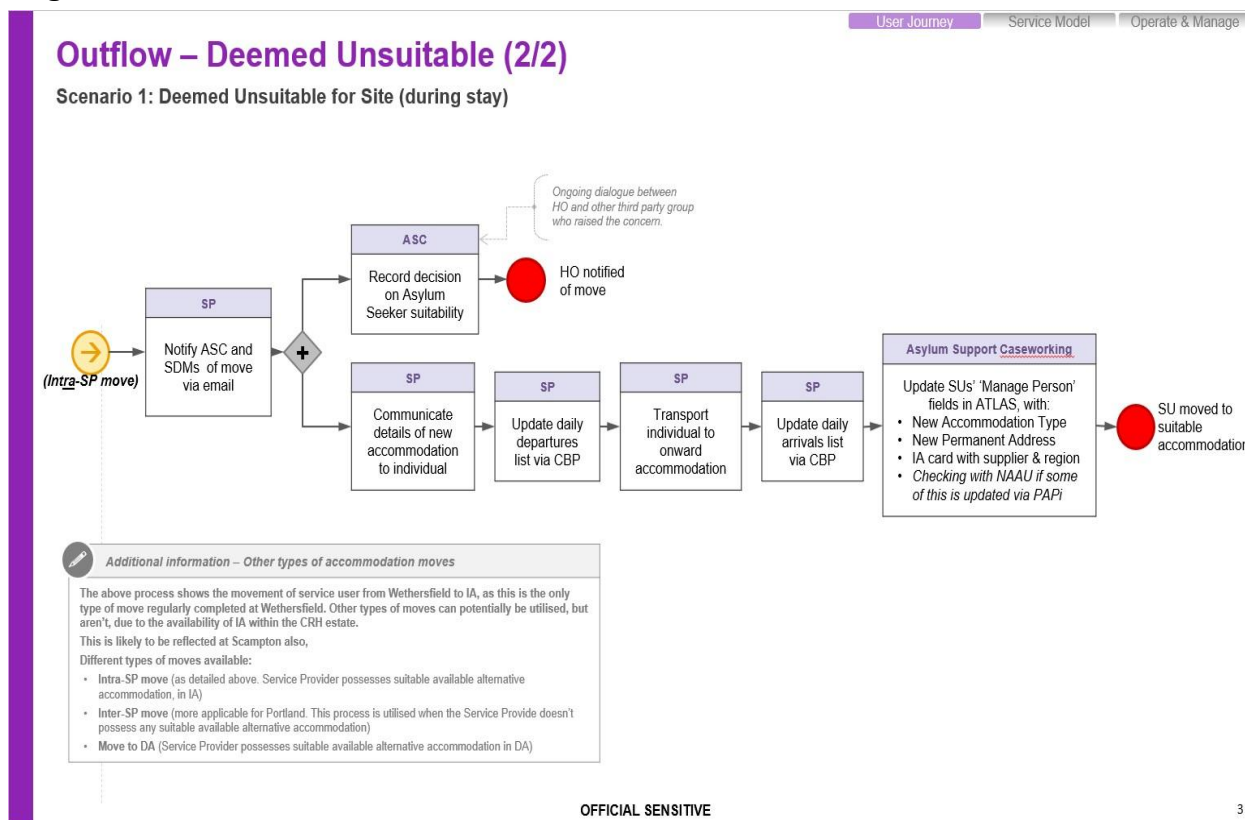 User Journey
Service Model
Operate & Manage
Outflow – Deemed Unsuitable (2/2)
Scenario 1: Deemed Unsuitable for Site (during stay)
Ongoing dialogue between
HO and other third party group
who raised the concern.
ASC
Record decision
on Asylum
Seeker suitability
HO notified
of move
(Intra-SP move)
SP
Notify ASC and
SDMs of move
via email
SP
Communicate
details of new
accommodation
to individual
SP
Update daily
departures
list via CBP
SP
Transport
individual to
onward
accommodation
SP
Update daily
arrivals list
via CBP
Asylum Support Caseworking
Update SUs' 'Manage Person'
fields in ATLAS, with:
• New Accommodation Type
• New Permanent Address
• IA card with supplier & region
• Checking with NAAU if some
of this is updated via PAPi
SU moved to
suitable
accommodation
Additional information – Other types of accommodation moves
The above process shows the movement of service user from Wethersfield to IA, as this is the only
type of move regularly completed at Wethersfield. Other types of moves can potentially be utilised, but
aren't, due to the availability of IA within the CRH estate.
This is likely to be reflected at Scampton also,
Different types of moves available:
• Intra-SP move (as detailed above. Service Provider possesses suitable available alternative
accommodation, in IA)
• Inter-SP move (more applicable for Portland. This process is utilised when the Service Provide doesn't
possess any suitable available alternative accommodation)
• Move to DA (Service Provider possesses suitable available alternative accommodation in DA)
OFFICIAL SENSITIVE
3